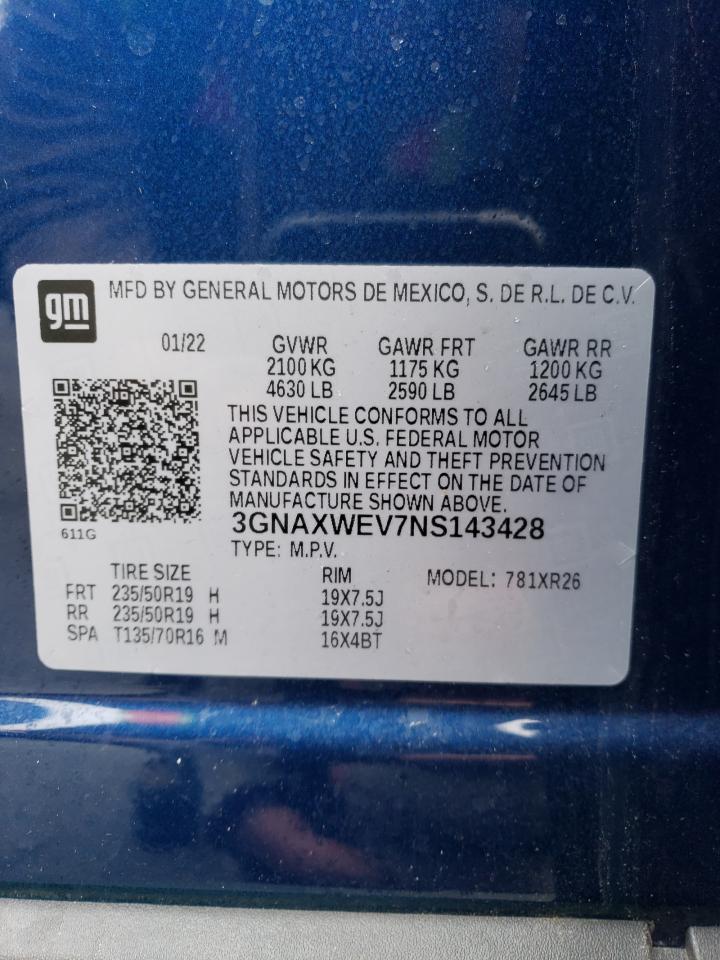 gm MFD BY GENERAL MOTORS DE MEXICO, S. DE R.L. DE C.V.
01/22 GVWR GAWR FRT GAWR RR
2100 KG 1175 KG 1200 KG
4630 LB 2590 LB 2645 LB
THIS VEHICLE CONFORMS TO ALL
APPLICABLE U.S. FEDERAL MOTOR
VEHICLE SAFETY AND THEFT PREVENTION
STANDARDS IN EFFECT ON THE DATE OF
MANUFACTURE SHOWN ABOVE.
611G
3GNAXWEV7NS143428
TYPE: M.P.V.
TIRE SIZE RIM MODEL: 781XR26
FRT 235/50R19 H 19X7.5J
RR 235/50R19 H 19X7.5J
SPA T135/70R16 M 16X4BT